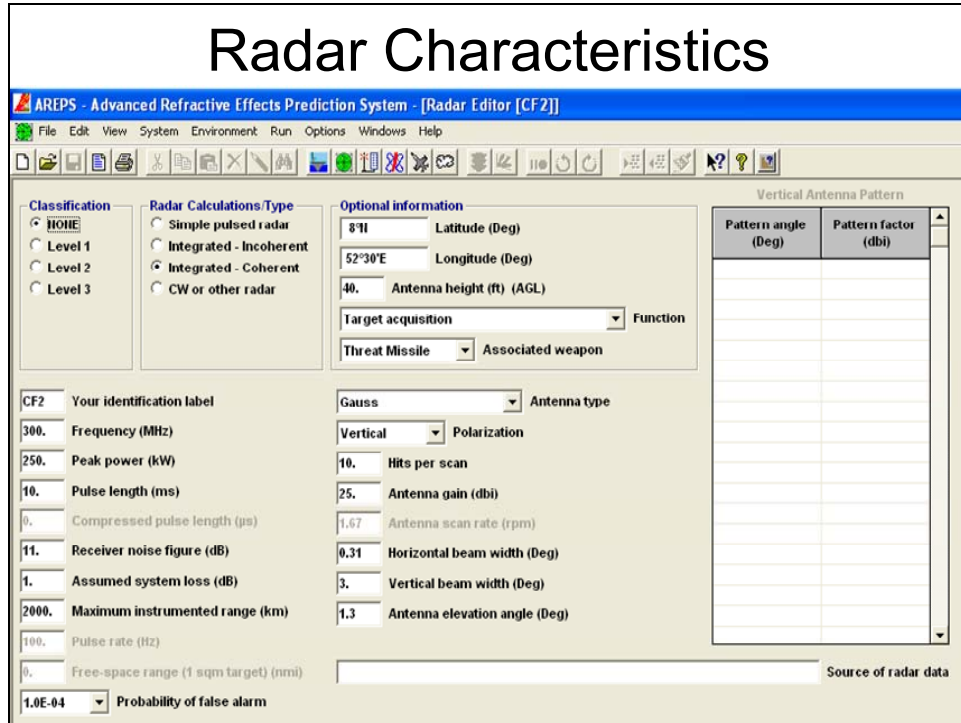 Radar Characteristics
AREPS - Advanced Refractive Effects Prediction System - [Radar Editor [CF2]]
File Edit View System Environment Run Options Windows Help
Classification
NONE
Level 1
Level 2
Level 3
Radar Calculations/Type
Simple pulsed radar
Integrated - Incoherent
Integrated - Coherent
CW or other radar
Optional information
8°N Latitude (Deg)
52°30'E Longitude (Deg)
40. Antenna height (ft) (AGL)
Target acquisition Function
Threat Missile Associated weapon
Vertical Antenna Pattern
Pattern angle (Deg) Pattern factor (dbi)
CF2 Your identification label
300. Frequency (MHz)
250. Peak power (kW)
10. Pulse length (ms)
0. Compressed pulse length (µs)
11. Receiver noise figure (dB)
1. Assumed system loss (dB)
2000. Maximum instrumented range (km)
100. Pulse rate (Hz)
0. Free-space range (1 sqm target) (nmi)
1.0E-04 Probability of false alarm
Gauss Antenna type
Vertical Polarization
10. Hits per scan
25. Antenna gain (dbi)
1.67 Antenna scan rate (rpm)
0.31 Horizontal beam width (Deg)
3. Vertical beam width (Deg)
1.3 Antenna elevation angle (Deg)
Source of radar data